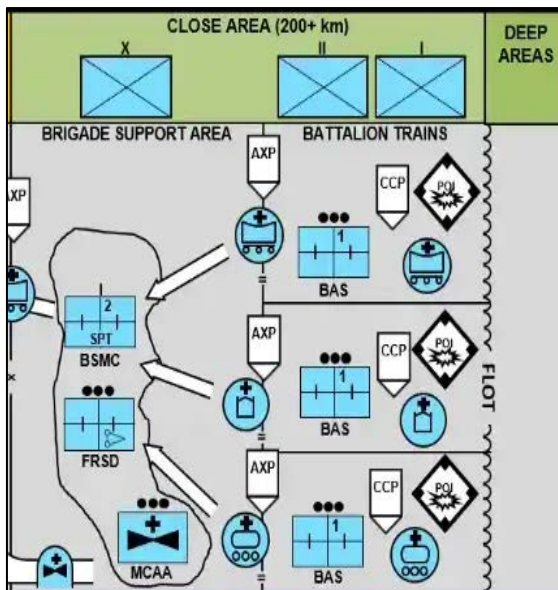 CLOSE AREA (200+ km)
DEEP
AREAS
X
II
I
BRIGADE SUPPORT AREA
BATTALION TRAINS
AXP
AXP
CCP
POI
1
BAS
I
2
SPT
BSMC
AXP
CCP
POI
1
BAS
FLOT
FRSD
AXP
CCP
POI
1
BAS
MCAA